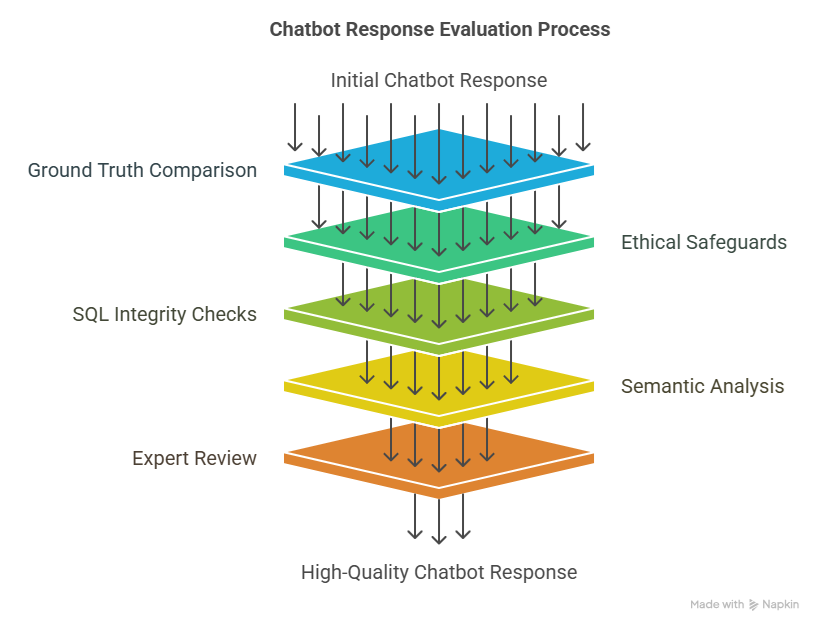 Chatbot Response Evaluation Process
Initial Chatbot Response
Ground Truth Comparison
Ethical Safeguards
SQL Integrity Checks
Semantic Analysis
Expert Review
High-Quality Chatbot Response
Made with Napkin